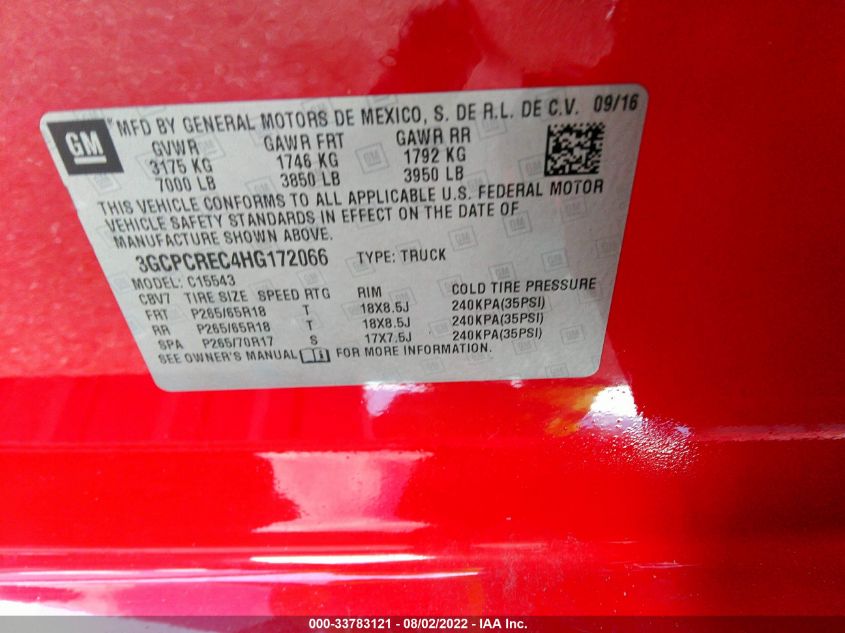 GM MFD BY GENERAL MOTORS DE MEXICO, S. DE R.L. DE C.V. 09/16
GVWR GAWR FRT GAWR RR
3175 KG 1746 KG 1792 KG
7000 LB 3850 LB 3950 LB
THIS VEHICLE CONFORMS TO ALL APPLICABLE U.S. FEDERAL MOTOR
VEHICLE SAFETY STANDARDS IN EFFECT ON THE DATE OF
MANUFACTURE SHOWN ABOVE.
3GCPCREC4HG172066 TYPE: TRUCK
MODEL: C15543
C8V7 TIRE SIZE SPEED RTG RIM COLD TIRE PRESSURE
FRT P265/65R18 T 18X8.5J 240KPA(35PSI)
RR P265/65R18 T 18X8.5J 240KPA(35PSI)
SPA P265/70R17 S 17X7.5J 240KPA(35PSI)
SEE OWNER'S MANUAL FOR MORE INFORMATION.
000-33783121 - 08/02/2022 - IAA Inc.